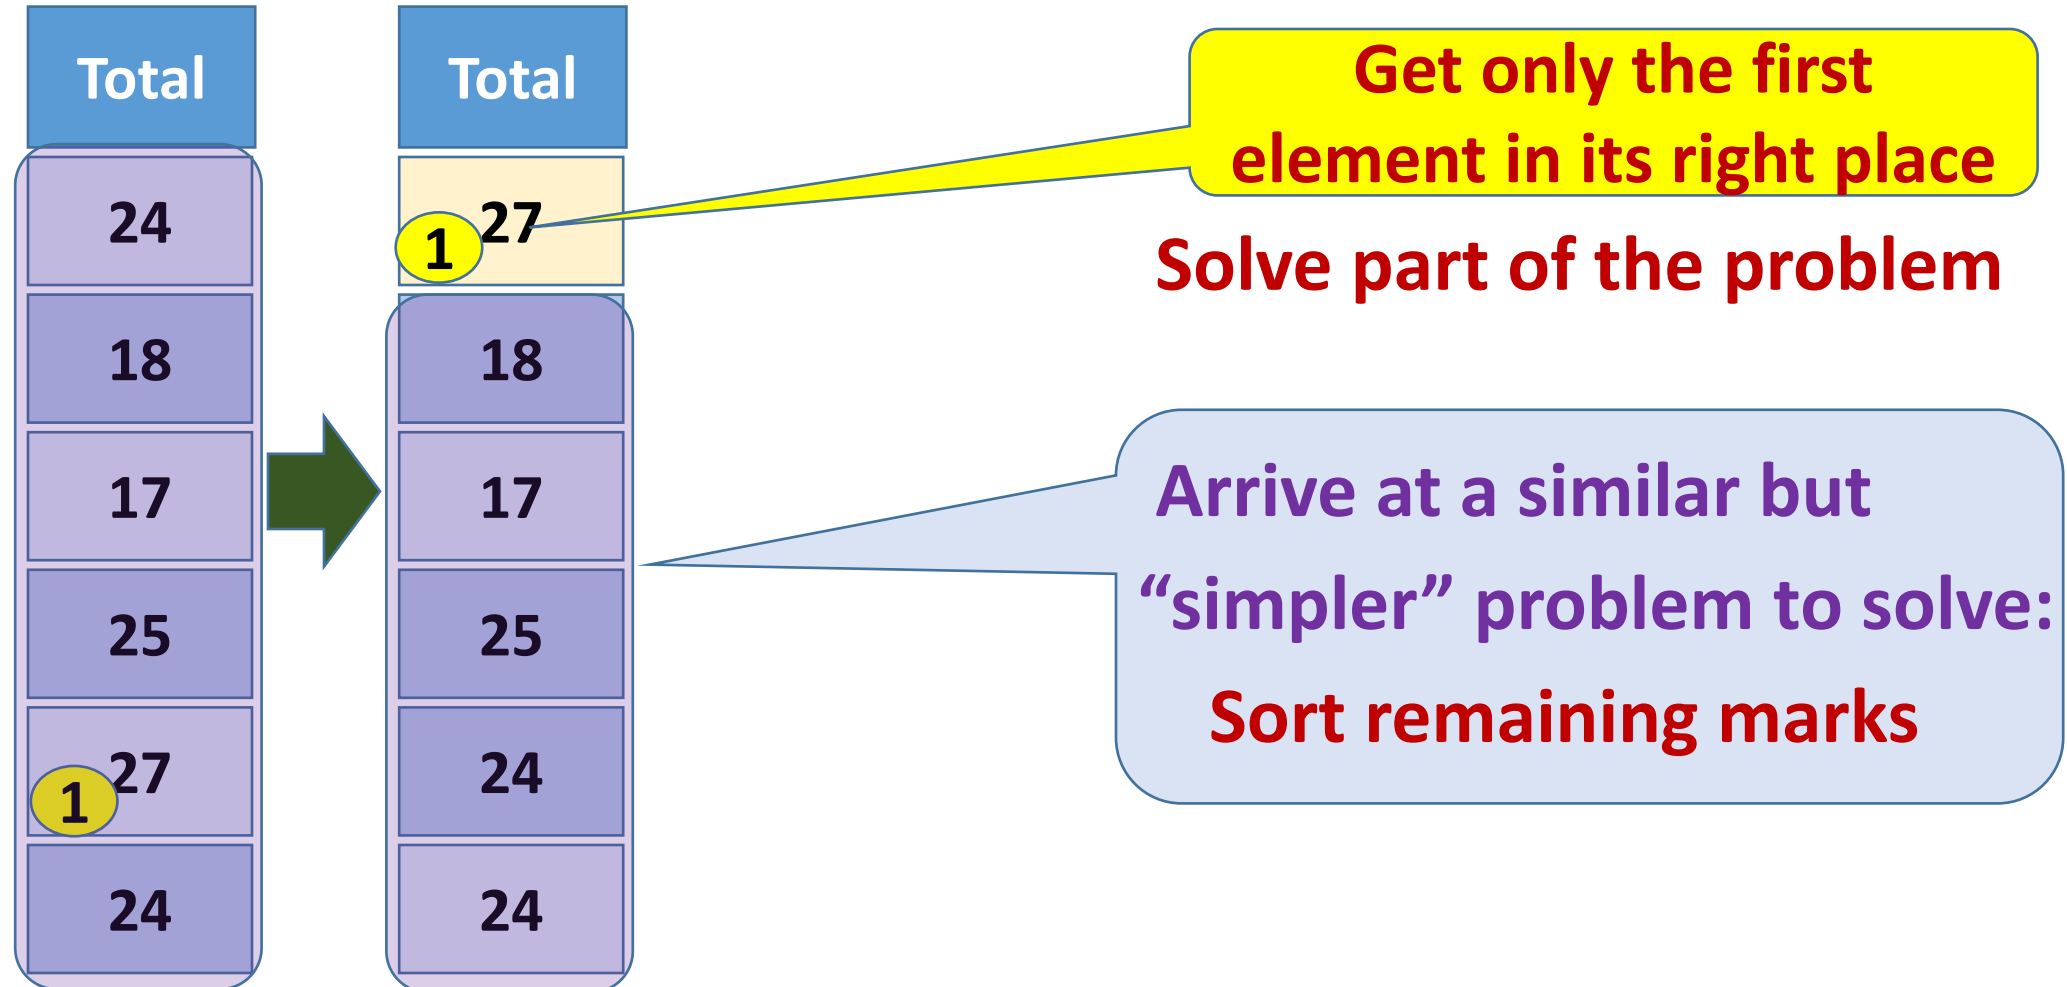 Total
24
18
17
25
27
1
24
Total
27
1
18
17
25
24
24
Get only the first
element in its right place
Solve part of the problem
Arrive at a similar but
“simpler” problem to solve:
Sort remaining marks